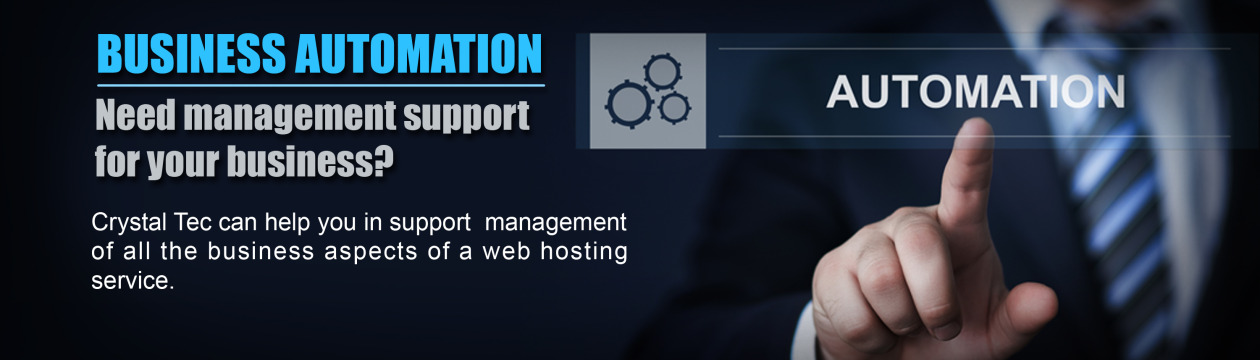 BUSINESS AUTOMATION
Need management support
for your business?
Crystal Tec can help you in support management
of all the business aspects of a web hosting
service.
AUTOMATION